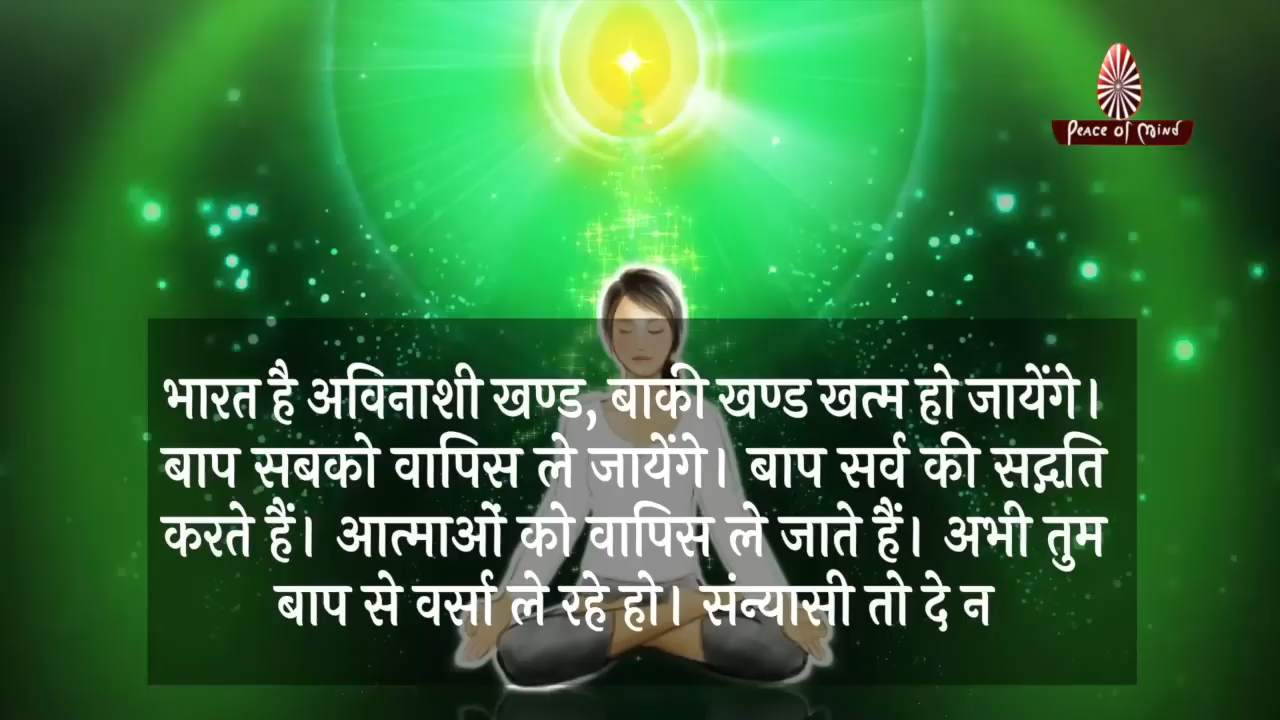 Peace of Mind
भारत है अविनाशी खण्ड, बाकी खण्ड खत्म हो जायेंगे।
बाप सबको वापिस ले जायेंगे। बाप सर्व की सद्गति
करते हैं। आत्माओं को वापिस ले जाते हैं। अभी तुम
बाप से वर्सा ले रहे हो। संन्यासी तो दे न